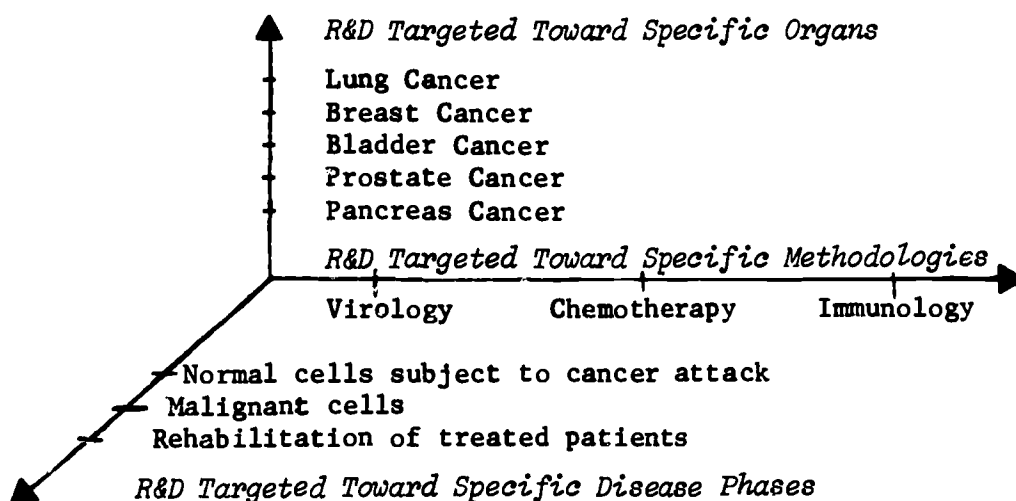 R&D Targeted Toward Specific Organs
Lung Cancer
Breast Cancer
Bladder Cancer
Prostate Cancer
Pancreas Cancer
R&D Targeted Toward Specific Methodologies
Virology Chemotherapy Immunology
Normal cells subject to cancer attack
Malignant cells
Rehabilitation of treated patients
R&D Targeted Toward Specific Disease Phases